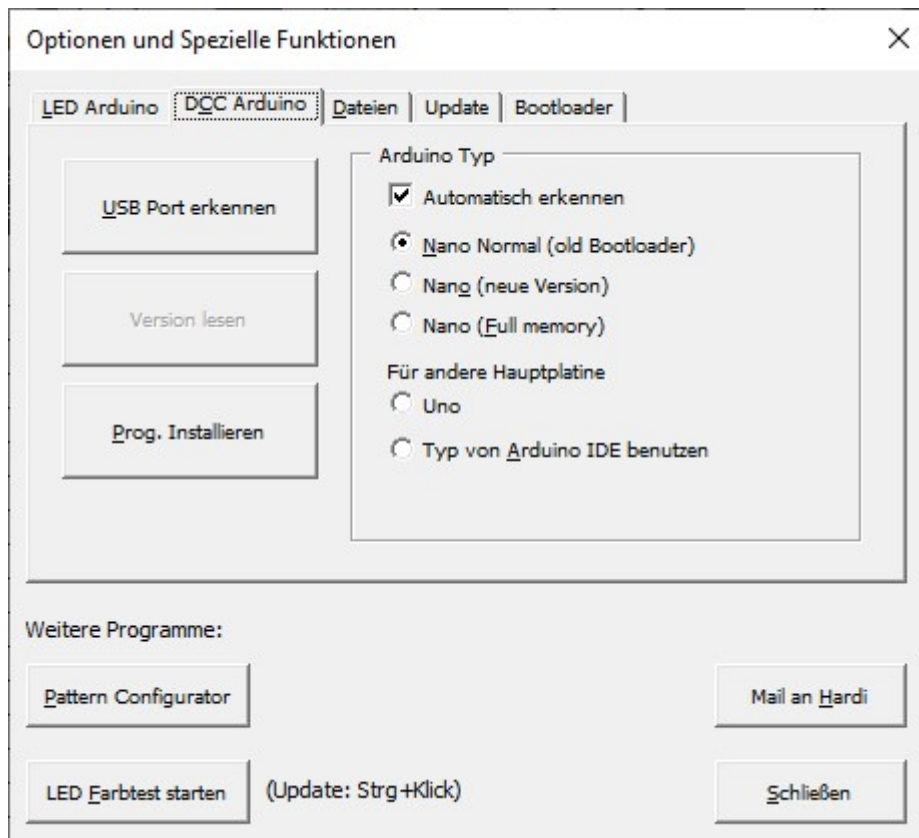 Optionen und Spezielle Funktionen
LED Arduino DCC Arduino Dateien Update Bootloader
USB Port erkennen
Version lesen
Prog. Installieren
Arduino Typ
Automatisch erkennen
Nano Normal (old Bootloader)
Nano (neue Version)
Nano (Full memory)
Für andere Hauptplatine
Uno
Typ von Arduino IDE benutzen
Weitere Programme:
Pattern Configurator
Mail an Hardi
LED Farbtest starten (Update: Strg+Klick)
Schließen